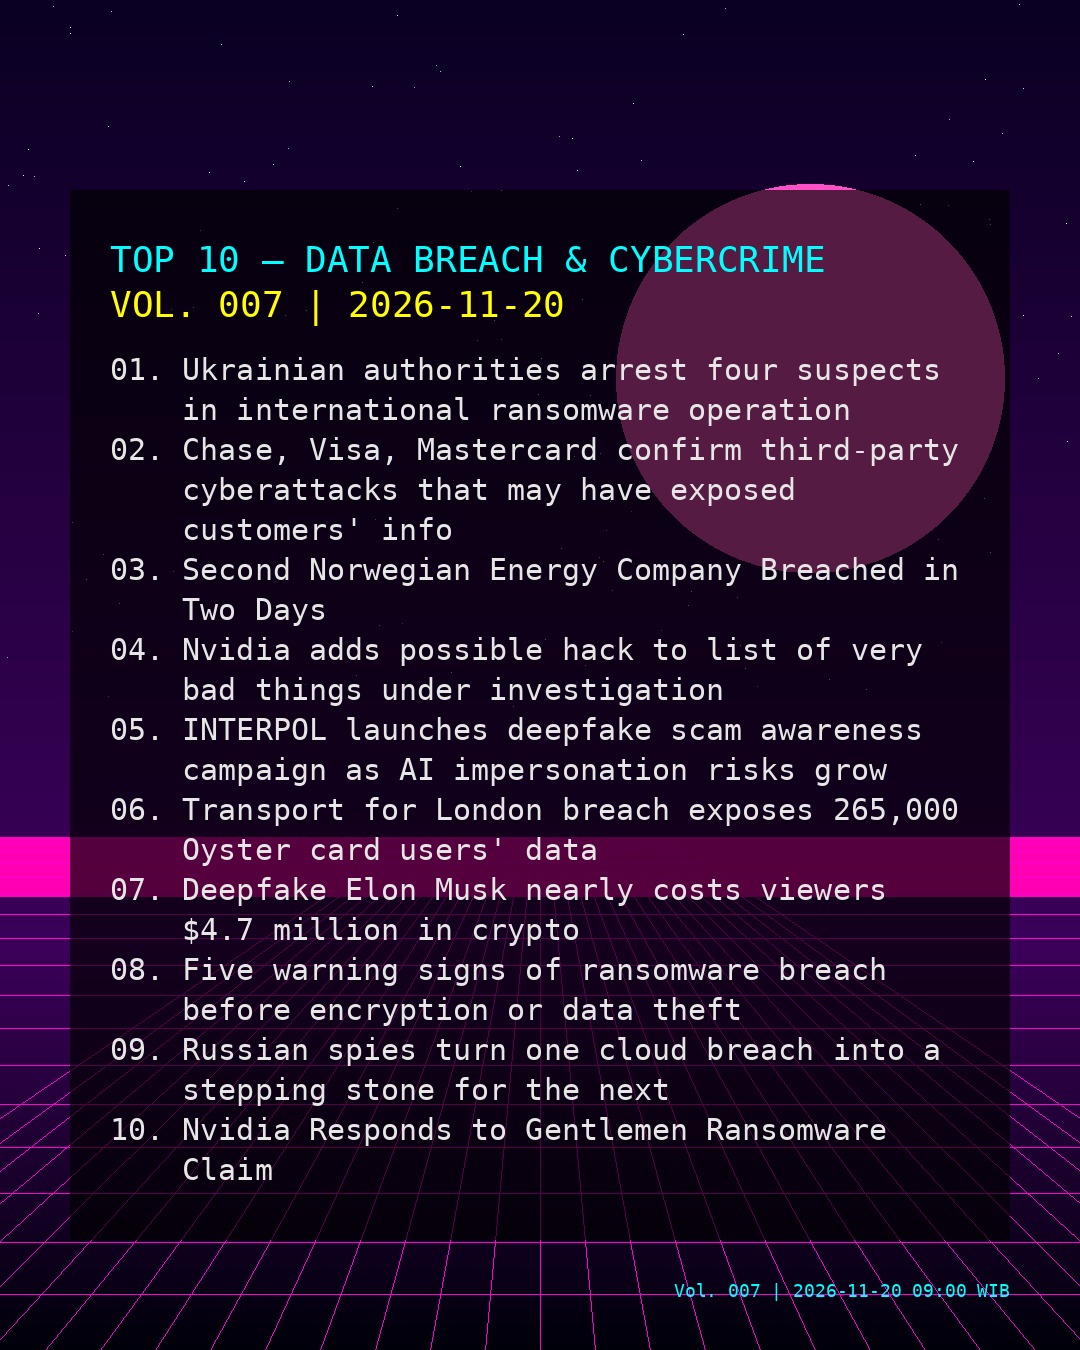 TOP 10 — DATA BREACH & CYBERCRIME
VOL. 007 | 2026-11-20
01. Ukrainian authorities arrest four suspects
in international ransomware operation
02. Chase, Visa, Mastercard confirm third-party
cyberattacks that may have exposed
customers' info
03. Second Norwegian Energy Company Breached in
Two Days
04. Nvidia adds possible hack to list of very
bad things under investigation
05. INTERPOL launches deepfake scam awareness
campaign as AI impersonation risks grow
06. Transport for London breach exposes 265,000
Oyster card users' data
07. Deepfake Elon Musk nearly costs viewers
$4.7 million in crypto
08. Five warning signs of ransomware breach
before encryption or data theft
09. Russian spies turn one cloud breach into a
stepping stone for the next
10. Nvidia Responds to Gentlemen Ransomware
Claim
Vol. 007 | 2026-11-20 09:00 WIB